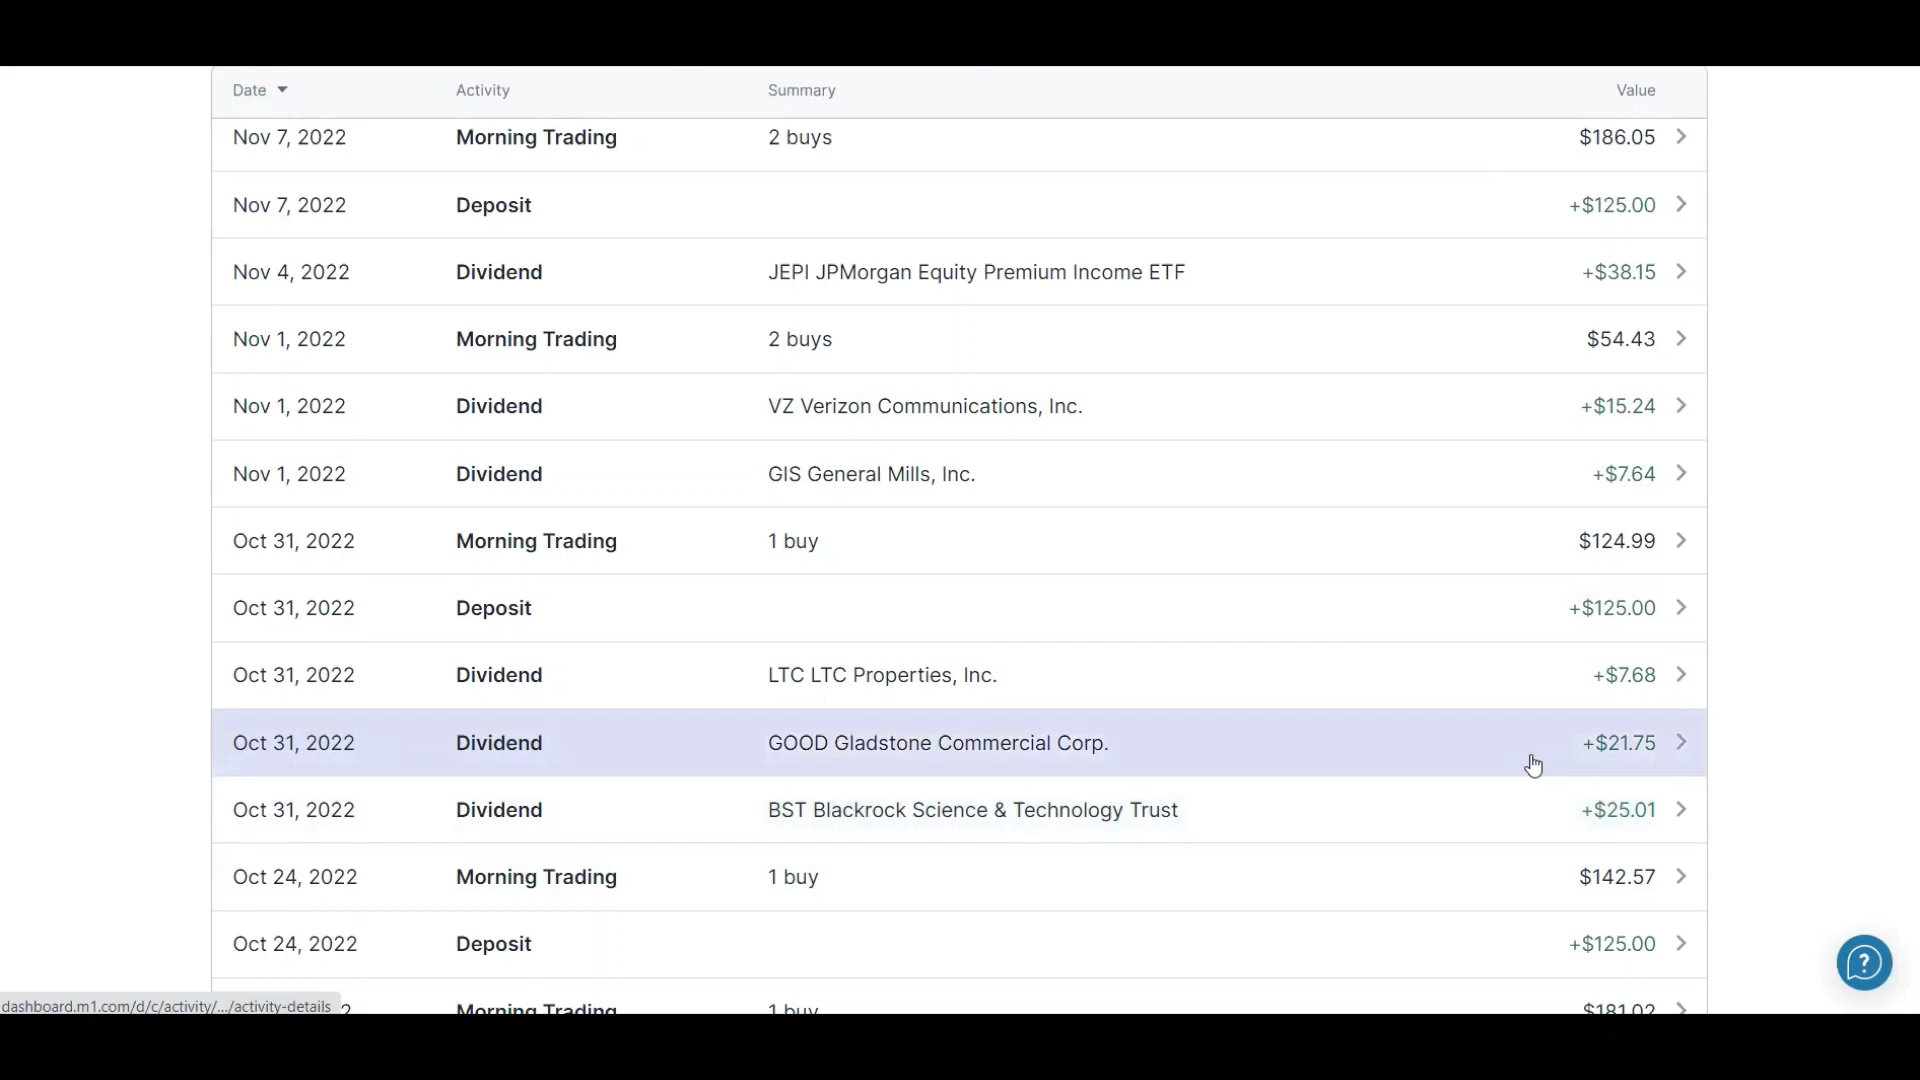 Date Activity Summary Value
Nov 7, 2022 Morning Trading 2 buys $186.05
Nov 7, 2022 Deposit +$125.00
Nov 4, 2022 Dividend JEPI JPMorgan Equity Premium Income ETF +$38.15
Nov 1, 2022 Morning Trading 2 buys $54.43
Nov 1, 2022 Dividend VZ Verizon Communications, Inc. +$15.24
Nov 1, 2022 Dividend GIS General Mills, Inc. +$7.64
Oct 31, 2022 Morning Trading 1 buy $124.99
Oct 31, 2022 Deposit +$125.00
Oct 31, 2022 Dividend LTC LTC Properties, Inc. +$7.68
Oct 31, 2022 Dividend GOOD Gladstone Commercial Corp. +$21.75
Oct 31, 2022 Dividend BST Blackrock Science & Technology Trust +$25.01
Oct 24, 2022 Morning Trading 1 buy $142.57
Oct 24, 2022 Deposit +$125.00
Morning Trading 1 buy $181.02
dashboard.m1.com/d/c/activity/.../activity-details
?